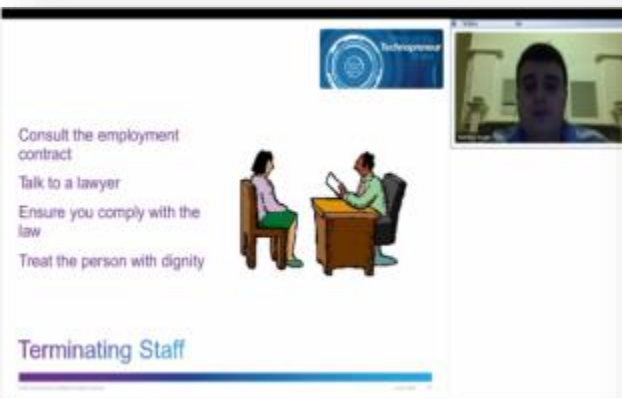 Technopreneur
Consult the employment
contract
Talk to a lawyer
Ensure you comply with the
law
Treat the person with dignity
Terminating Staff